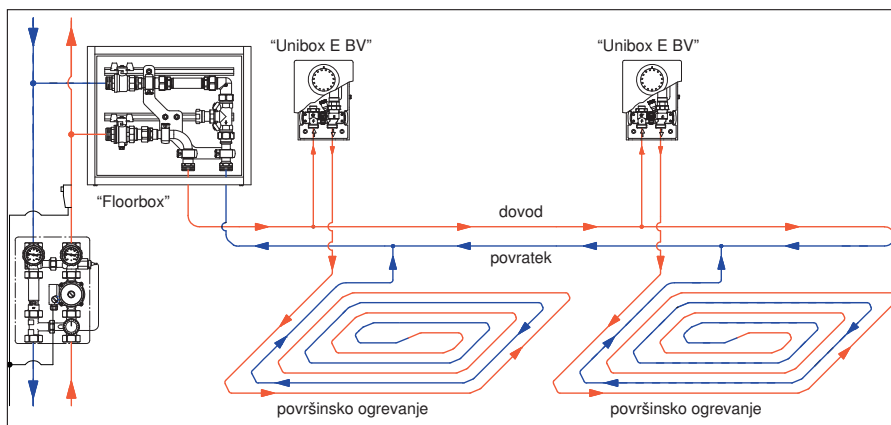 “Unibox E BV”
“Unibox E BV”
“Floorbox”
dovod
povratek
površinsko ogrevanje
površinsko ogrevanje